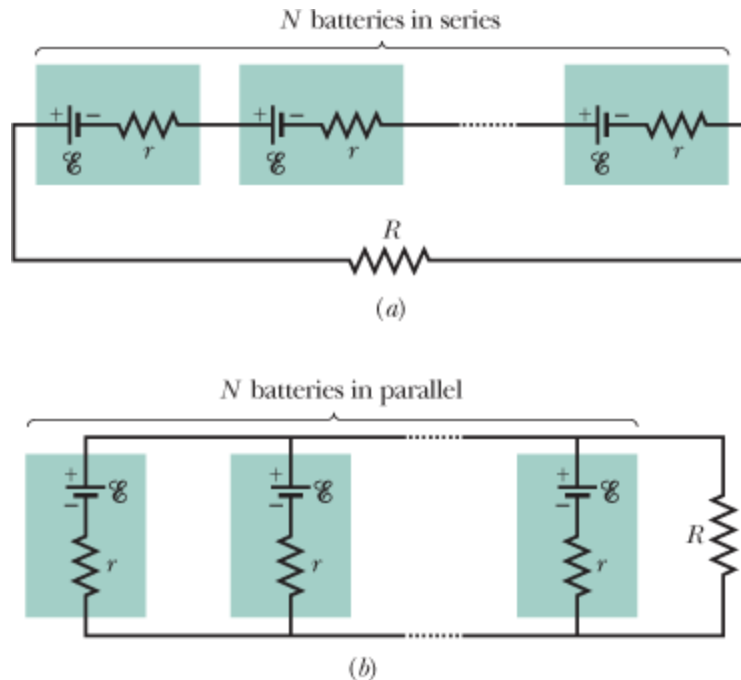 N batteries in series
+ − + − + −
ℰ r ℰ r ℰ r
R
(a)
N batteries in parallel
+ + +
ℰ ℰ ℰ
− − −
R
r r r
(b)